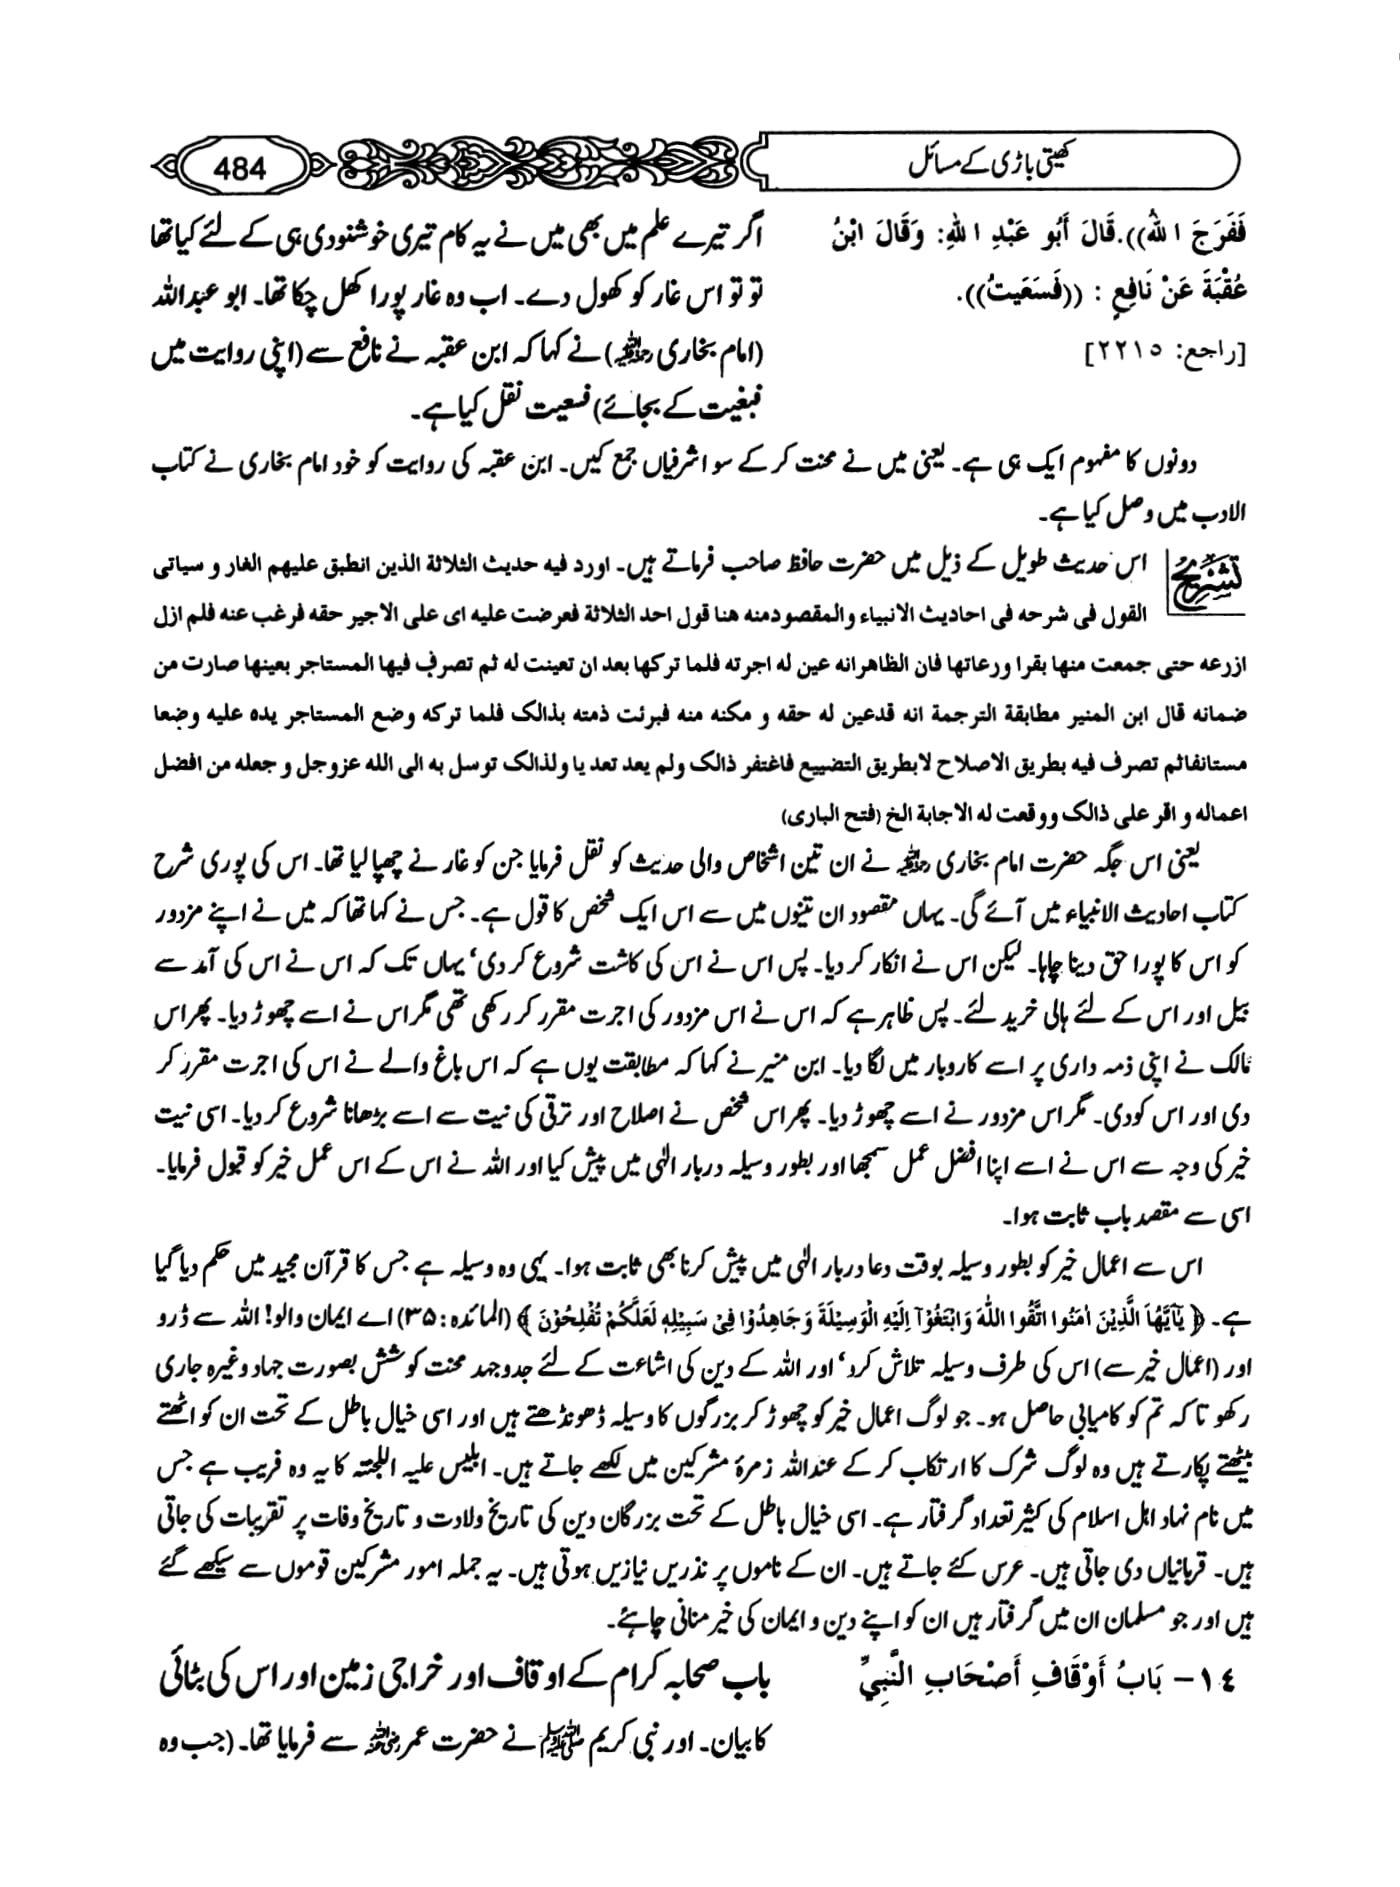 کھیتی باڑی کے مسائل
484
فَفَرَجَ ا للهُ)).قَالَ أَبُو عَبْدِ ا للهِ: وَقَالَ ابْنُ
عُقْبَةَ عَنْ نَافِعٍ : ((فَسَعَيتُ)).
[راجع: ٢٢١٥]
اگر تیرے علم میں بھی میں نے یہ کام تیری خوشنودی ہی کے لئے کیا تھا
تو تو اس غار کو کھول دے۔ اب وہ غار پورا کھل چکا تھا۔ ابو عبداللہ
(امام بخاری رحمۃ اللہ علیہ) نے کہا کہ ابن عقبہ نے نافع سے (اپنی روایت میں
فبغیت کے بجائے) فسعیت نقل کیا ہے۔
دونوں کا مفہوم ایک ہی ہے۔ یعنی میں نے محنت کر کے سو اشرفیاں جمع کیں۔ ابن عقبہ کی روایت کو خود امام بخاری نے کتاب
الادب میں وصل کیا ہے۔
تشریح اس حدیث طویل کے ذیل میں حضرت حافظ صاحب فرماتے ہیں۔ اورد فیه حدیث الثلاثة الذین انطبق علیهم الغار و سیاتی
القول فی شرحه فی احادیث الانبیاء والمقصودمنه هنا قول احد الثلاثة فعرضت علیه ای علی الاجیر حقه فرغب عنه فلم ازل
ازرعه حتی جمعت منها بقرا ورعاتها فان الظاهرانه عین له اجرته فلما ترکها بعد ان تعینت له ثم تصرف فیها المستاجر بعینها صارت من
ضمانه قال ابن المنیر مطابقة الترجمة انه قدعین له حقه و مکنه منه فبرئت ذمته بذالک فلما ترکه وضع المستاجر یده علیه وضعا
مستانفاثم تصرف فیه بطریق الاصلاح لابطریق التضییع فاغتفر ذالک ولم یعد تعد یا ولذالک توسل به الی الله عزوجل و جعله من افضل
اعماله و اقر علی ذالک ووقعت له الاجابة الخ (فتح الباری)
یعنی اس جگہ حضرت امام بخاری رحمۃ اللہ علیہ نے ان تین اشخاص والی حدیث کو نقل فرمایا جن کو غار نے چھپا لیا تھا۔ اس کی پوری شرح
کتاب احادیث الانبیاء میں آئے گی۔ یہاں مقصود ان تینوں میں سے اس ایک شخص کا قول ہے۔ جس نے کہا تھا کہ میں نے اپنے مزدور
کو اس کا پورا حق دینا چاہا۔ لیکن اس نے انکار کر دیا۔ پس اس نے اس کی کاشت شروع کر دی‘ یہاں تک کہ اس نے اس کی آمد سے
بیل اور اس کے لئے ہالی خرید لئے۔ پس ظاہر ہے کہ اس نے اس مزدور کی اجرت مقرر کر رکھی تھی مگر اس نے اسے چھوڑ دیا۔ پھر اس
مالک نے اپنی ذمہ داری پر اسے کاروبار میں لگا دیا۔ ابن منیر نے کہا کہ مطابقت یوں ہے کہ اس باغ والے نے اس کی اجرت مقرر کر
دی اور اس کو دی۔ مگر اس مزدور نے اسے چھوڑ دیا۔ پھر اس شخص نے اصلاح اور ترقی کی نیت سے اسے بڑھانا شروع کر دیا۔ اسی نیت
خیر کی وجہ سے اس نے اسے اپنا افضل عمل سمجھا اور بطور وسیلہ دربار الٰہی میں پیش کیا اور اللہ نے اس کے اس عمل خیر کو قبول فرمایا۔
اسی سے مقصد باب ثابت ہوا۔
اس سے اعمال خیر کو بطور وسیلہ بوقت دعا دربار الٰہی میں پیش کرنا بھی ثابت ہوا۔ یہی وہ وسیلہ ہے جس کا قرآن مجید میں حکم دیا گیا
ہے۔ ﴿ يٰٓاَيُّهَا الَّذِيْنَ اٰمَنُوا اتَّقُوا اللّٰهَ وَابْتَغُوْٓا اِلَيْهِ الْوَسِيْلَةَ وَجَاهِدُوْا فِيْ سَبِيْلِهٖ لَعَلَّكُمْ تُفْلِحُوْنَ ﴾ (المائدہ: ۳۵) اے ایمان والو! اللہ سے ڈرو
اور (اعمال خیر سے) اس کی طرف وسیلہ تلاش کرو‘ اور اللہ کے دین کی اشاعت کے لئے جدوجہد محنت کوشش بصورت جہاد وغیرہ جاری
رکھو تا کہ تم کو کامیابی حاصل ہو۔ جو لوگ اعمال خیر کو چھوڑ کر بزرگوں کا وسیلہ ڈھونڈھتے ہیں اور اسی خیال باطل کے تحت ان کو اٹھتے
بیٹھتے پکارتے ہیں وہ لوگ شرک کا ارتکاب کر کے عنداللہ زمرۂ مشرکین میں لکھے جاتے ہیں۔ ابلیس علیہ اللعنۃ کا یہ وہ فریب ہے جس
میں نام نہاد اہل اسلام کی کثیر تعداد گرفتار ہے۔ اسی خیال باطل کے تحت بزرگان دین کی تاریخ ولادت و تاریخ وفات پر تقریبات کی جاتی
ہیں۔ قربانیاں دی جاتی ہیں۔ عرس کئے جاتے ہیں۔ ان کے ناموں پر نذریں نیازیں ہوتی ہیں۔ یہ جملہ امور مشرکین قوموں سے سیکھے گئے
ہیں اور جو مسلمان ان میں گرفتار ہیں ان کو اپنے دین و ایمان کی خیر منانی چاہئے۔
١٤- بَابُ أَوْقَافِ أَصْحَابِ النَّبِيِّ
باب صحابہ کرام کے اوقاف اور خراجی زمین اور اس کی بٹائی
کا بیان۔ اور نبی کریم ﷺ نے حضرت عمر رضی اللہ عنہ سے فرمایا تھا۔ (جب وہ